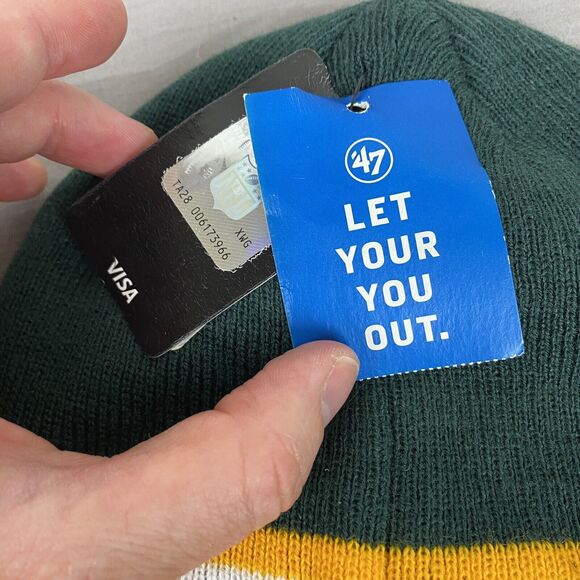 47
LET
YOUR
YOU
OUT.
TA28 006173966
XWG
VISA